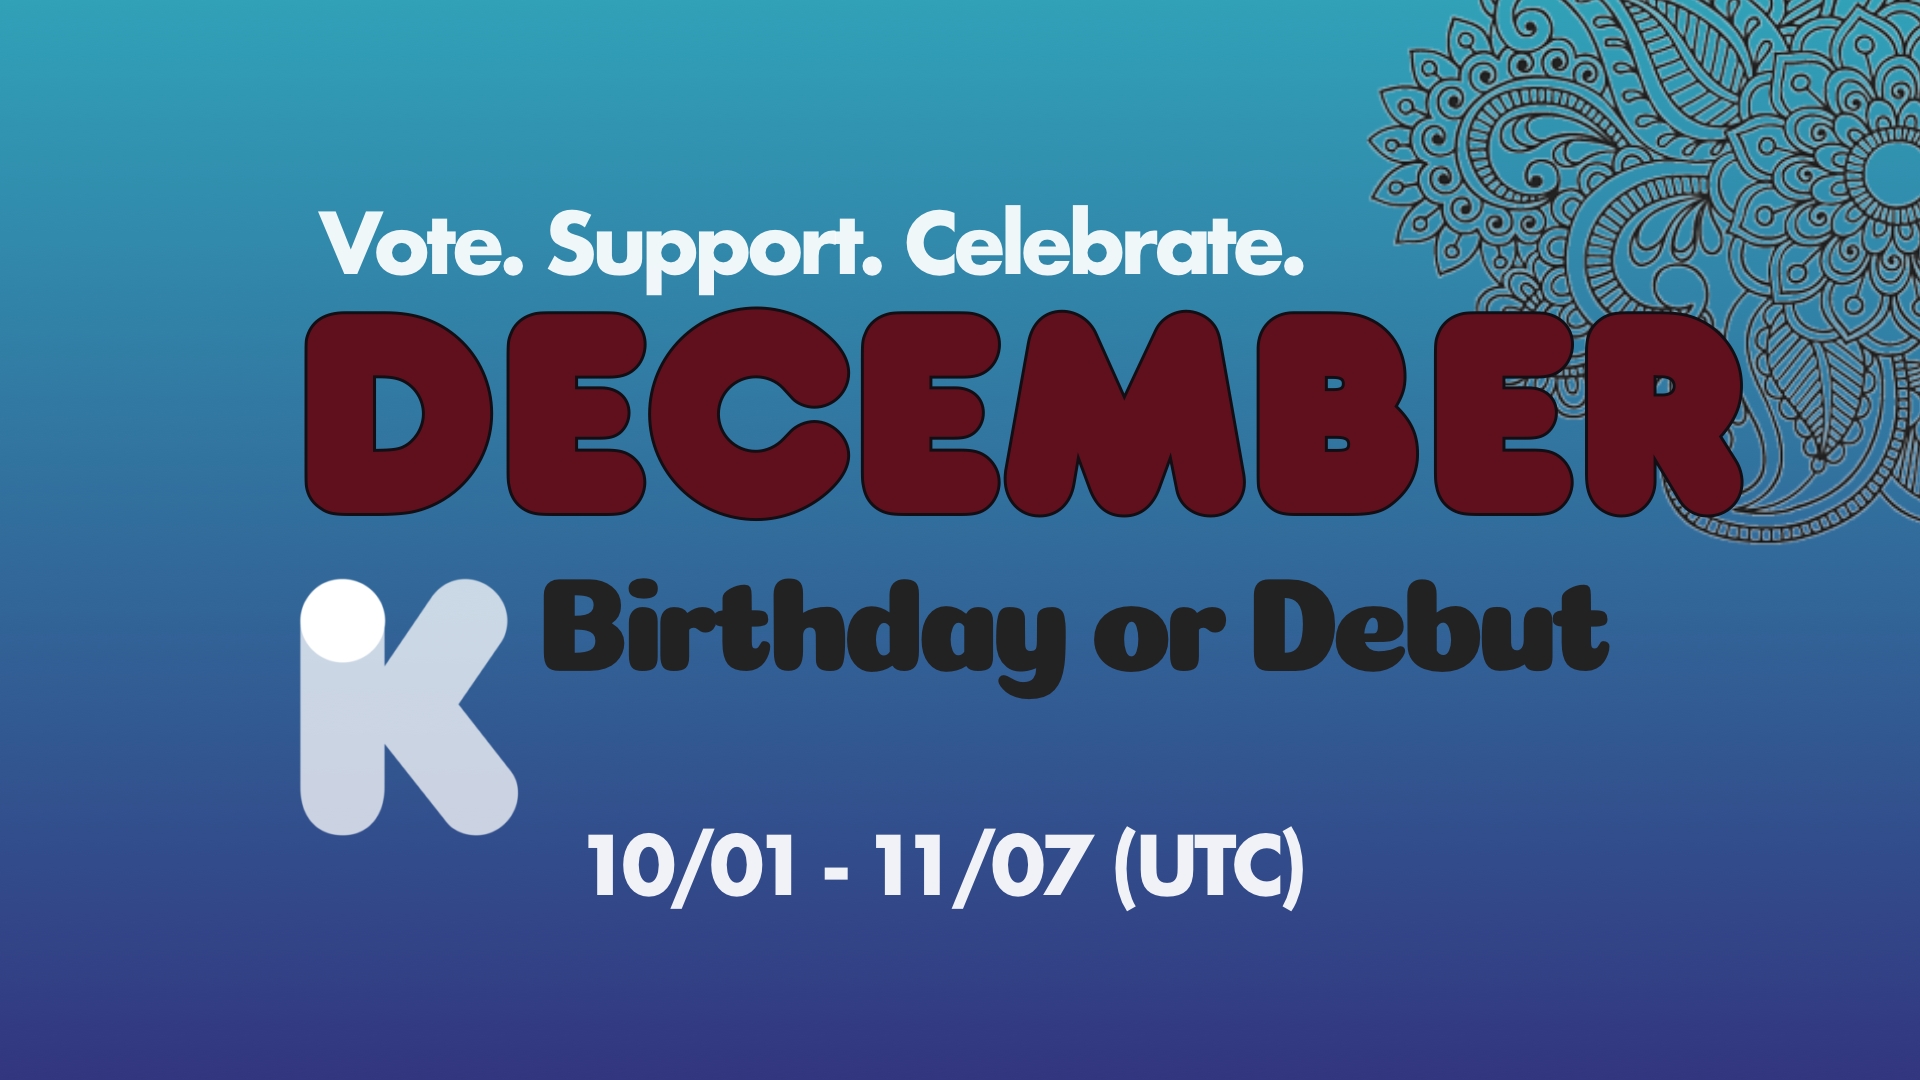 Vote. Support. Celebrate.
DECEMBER
K
Birthday or Debut
10/01 - 11/07 (UTC)